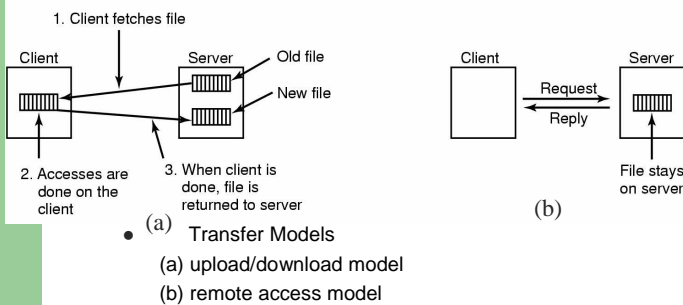 1. Client fetches file
Client
Server
Old file
New file
2. Accesses are
done on the
client
3. When client is
done, file is
returned to server
(a)
Client
Server
Request
Reply
File stays
on server
(b)
• Transfer Models
(a) upload/download model
(b) remote access model